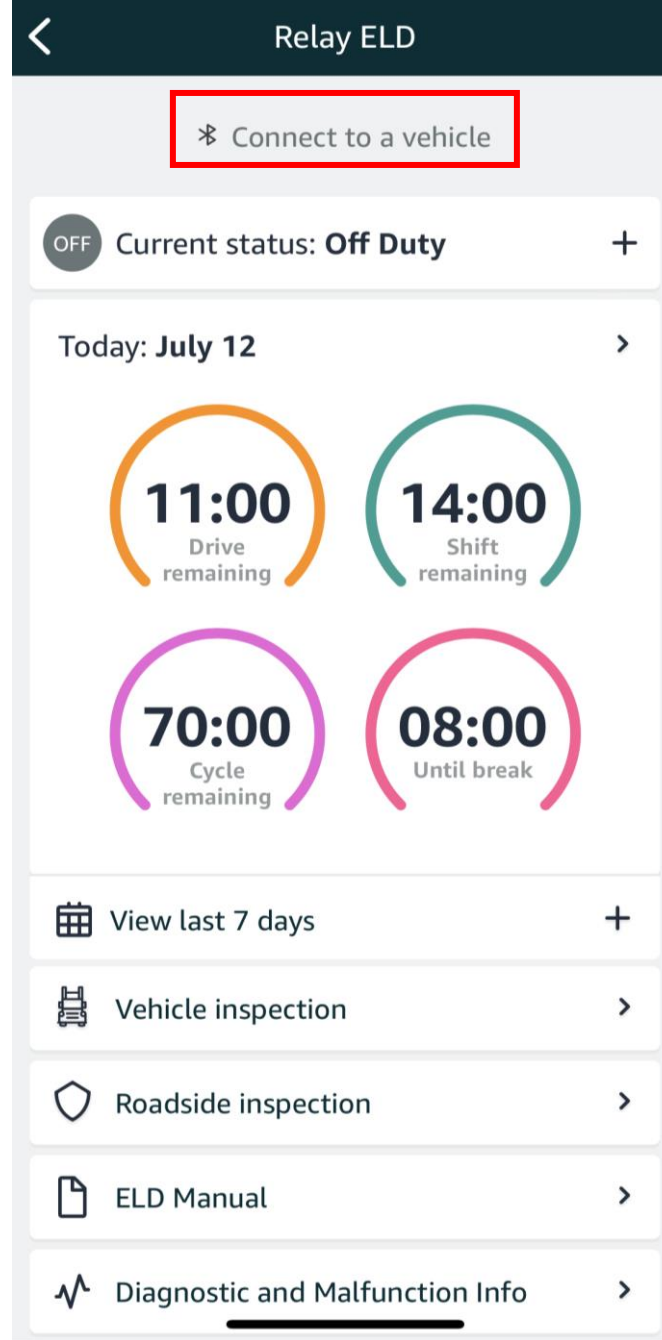 Relay ELD
Connect to a vehicle
OFF Current status: Off Duty
Today: July 12
11:00
Drive
remaining
14:00
Shift
remaining
70:00
Cycle
remaining
08:00
Until break
View last 7 days
Vehicle inspection
Roadside inspection
ELD Manual
Diagnostic and Malfunction Info